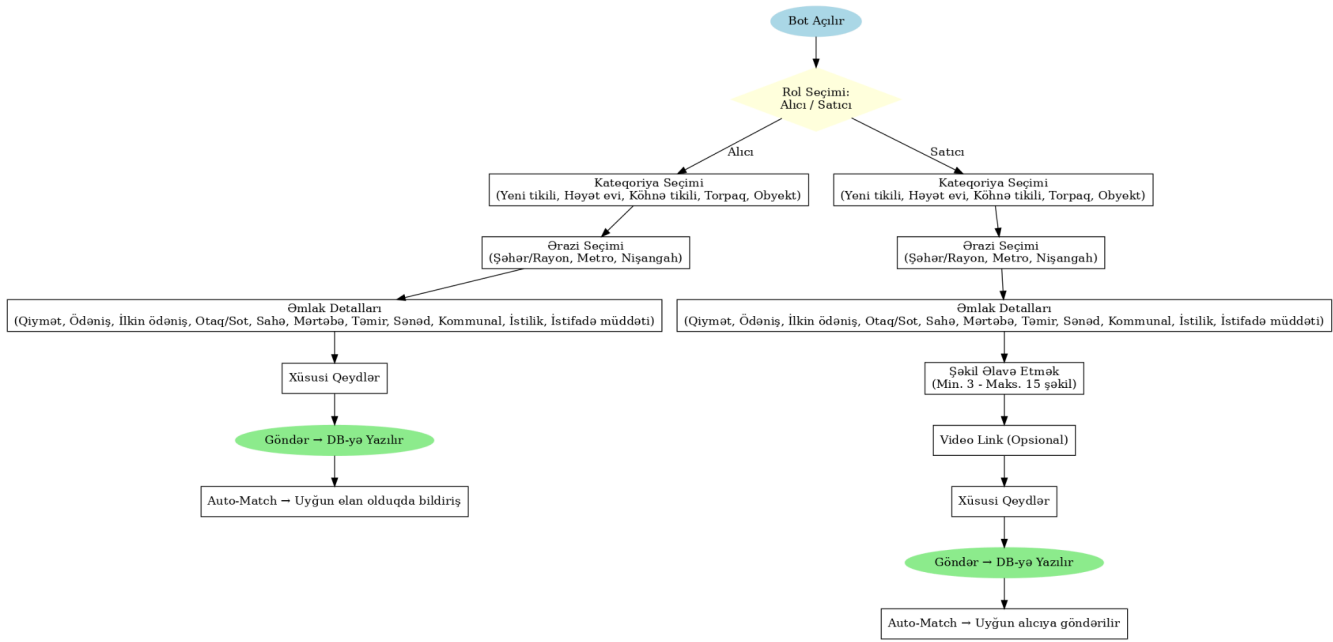 Bot Açılır
Rol Seçimi:
Alıcı / Satıcı
Alıcı
Satıcı
Kateqoriya Seçimi
(Yeni tikili, Həyət evi, Köhnə tikili, Torpaq, Obyekt)
Kateqoriya Seçimi
(Yeni tikili, Həyət evi, Köhnə tikili, Torpaq, Obyekt)
Ərazi Seçimi
(Şəhər/Rayon, Metro, Nişangah)
Ərazi Seçimi
(Şəhər/Rayon, Metro, Nişangah)
Əmlak Detalları
(Qiymət, Ödəniş, İlkin ödəniş, Otaq/Sot, Sahə, Mərtəbə, Təmir, Sənəd, Kommunal, İstilik, İstifadə müddəti)
Əmlak Detalları
(Qiymət, Ödəniş, İlkin ödəniş, Otaq/Sot, Sahə, Mərtəbə, Təmir, Sənəd, Kommunal, İstilik, İstifadə müddəti)
Xüsusi Qeydlər
Şəkil Əlavə Etmək
(Min. 3 - Maks. 15 şəkil)
Göndər → DB-yə Yazılır
Video Link (Opsional)
Auto-Match → Uyğun elan olduqda bildiriş
Xüsusi Qeydlər
Göndər → DB-yə Yazılır
Auto-Match → Uyğun alıcıya göndərilir